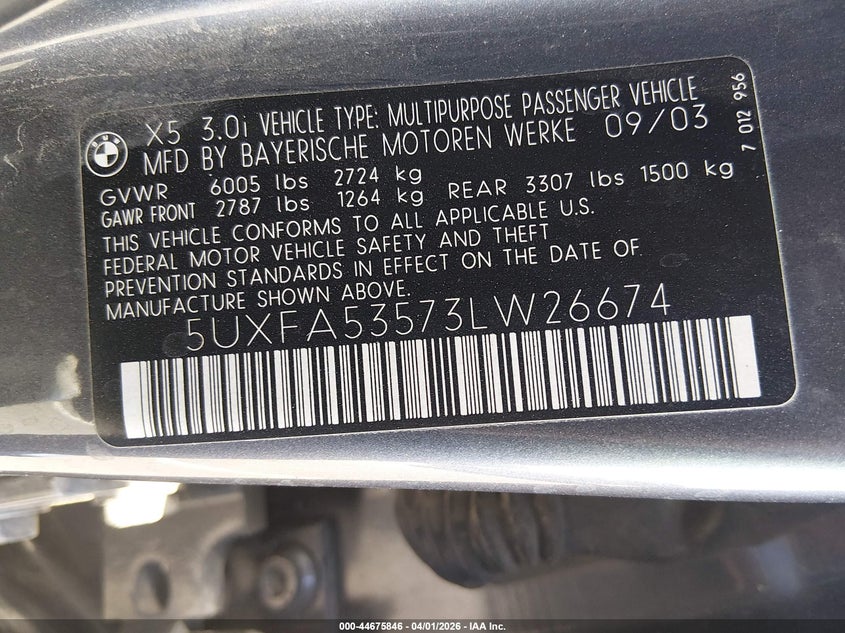 X5 3.0i VEHICLE TYPE: MULTIPURPOSE PASSENGER VEHICLE
MFD BY BAYERISCHE MOTOREN WERKE 09/03
GVWR 6005 lbs 2724 kg
GAWR FRONT 2787 lbs 1264 kg REAR 3307 lbs 1500 kg
THIS VEHICLE CONFORMS TO ALL APPLICABLE U.S.
FEDERAL MOTOR VEHICLE SAFETY AND THEFT
PREVENTION STANDARDS IN EFFECT ON THE DATE OF
MANUFACTURE SHOWN ABOVE.
5UXFA53573LW26674
7 012 956
000-44675846 - 04/01/2026 - IAA Inc.